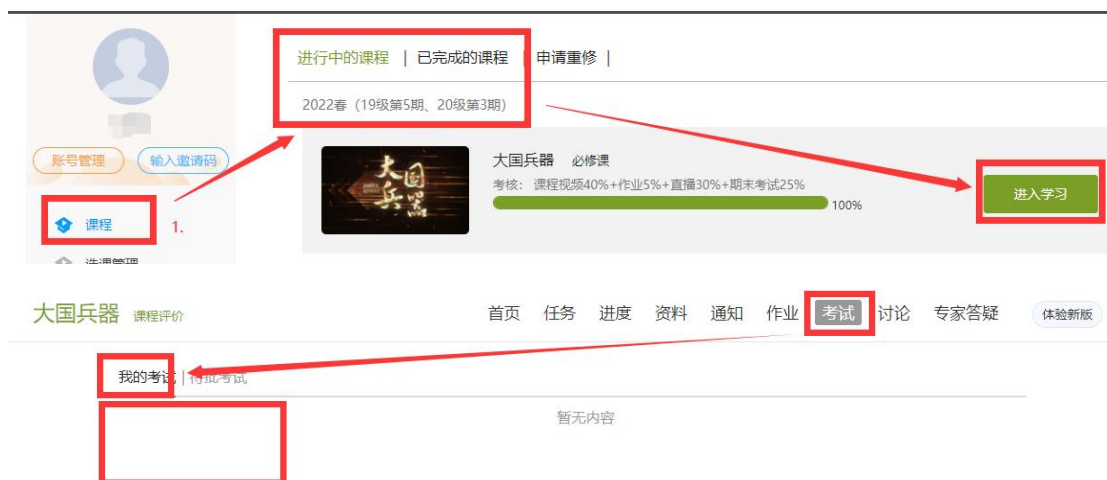 进行中的课程 | 已完成的课程 | 申请重修 |
2022春（19级第5期、20级第3期）
账号管理 输入邀请码
大国兵器
大国兵器 必修课
考核： 课程视频40%+作业5%+直播30%+期末考试25%
100%
进入学习
课程 1.
选课管理
大国兵器 课程评价
首页 任务 进度 资料 通知 作业 考试 讨论 专家答疑 体验新版
我的考试 | 待批考试
暂无内容